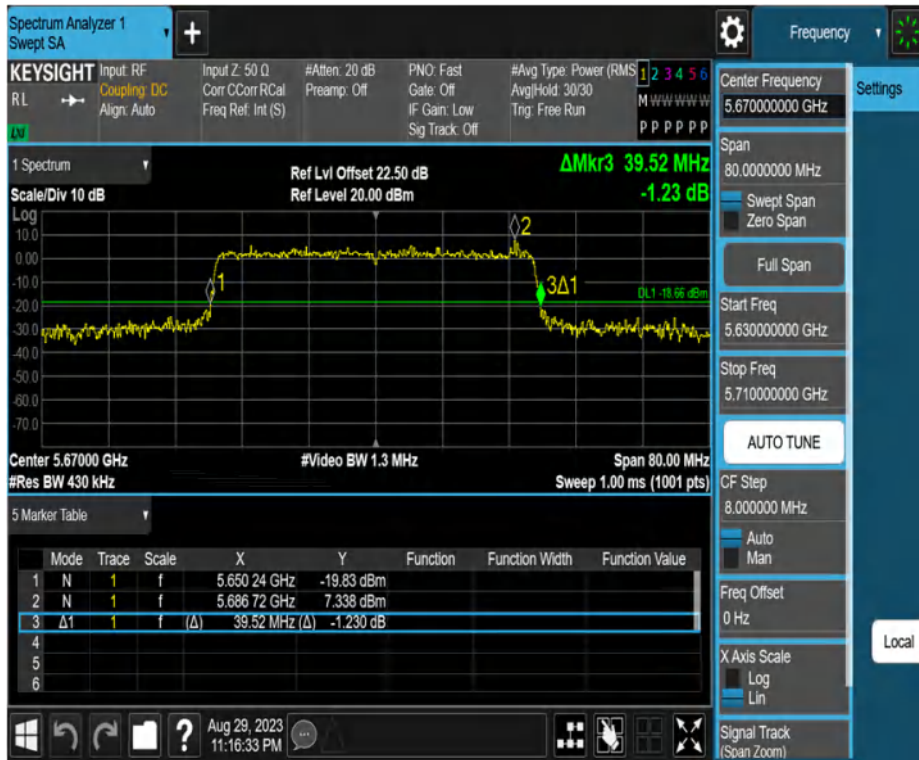 Spectrum Analyzer 1
Swept SA
Frequency
KEYSIGHT
RL
LXI
Input: RF
Coupling: DC
Align: Auto
Input Z: 50 Ω
Corr CCorr RCal
Freq Ref: Int (S)
#Atten: 20 dB
Preamp: Off
PNO: Fast
Gate: Off
IF Gain: Low
Sig Track: Off
#Avg Type: Power (RMS
Avg|Hold: 30/30
Trig: Free Run
1 2 3 4 5 6
M W W W W W
P P P P P P
Center Frequency
5.670000000 GHz
Settings
Span
80.0000000 MHz
Swept Span
Zero Span
Full Span
Start Freq
5.630000000 GHz
Stop Freq
5.710000000 GHz
AUTO TUNE
CF Step
8.000000 MHz
Auto
Man
Freq Offset
0 Hz
X Axis Scale
Log
Lin
Signal Track
(Span Zoom)
Local
1 Spectrum
Scale/Div 10 dB
Ref Lvl Offset 22.50 dB
Ref Level 20.00 dBm
ΔMkr3 39.52 MHz
-1.23 dB
Log
10.0
0.00
-10.0
-20.0
-30.0
-40.0
-50.0
-60.0
-70.0
1
2
3Δ1
DL1 -18.66 dBm
Center 5.67000 GHz
#Res BW 430 kHz
#Video BW 1.3 MHz
Span 80.00 MHz
Sweep 1.00 ms (1001 pts)
5 Marker Table
Mode Trace Scale X Y Function Function Width Function Value
1 N 1 f 5.650 24 GHz -19.83 dBm
2 N 1 f 5.686 72 GHz 7.338 dBm
3 Δ1 1 f (Δ) 39.52 MHz (Δ) -1.230 dB
4
5
6
?
Aug 29, 2023
11:16:33 PM